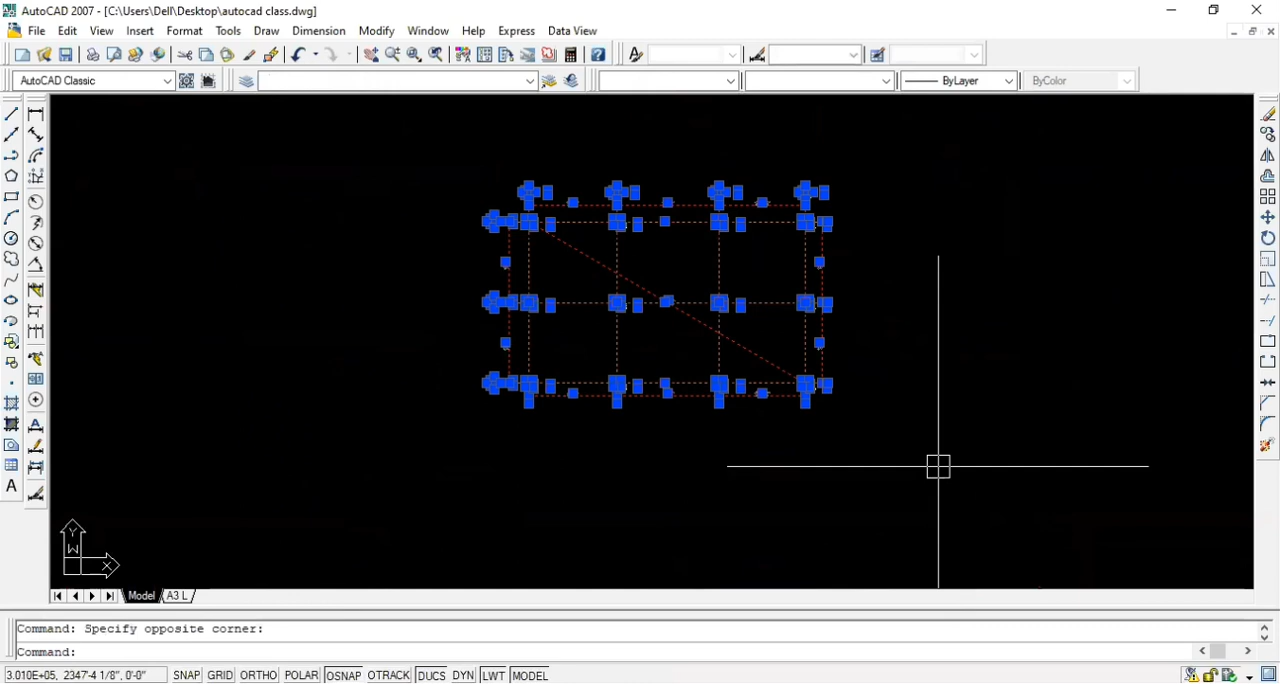 AutoCAD 2007 - [C:\Users\Dell\Desktop\autocad class.dwg]
File Edit View Insert Format Tools Draw Dimension Modify Window Help Express Data View
AutoCAD Classic ByLayer ByColor
A
Y
W
X
Model A3 L
Command: Specify opposite corner:
Command:
3.010E+05, 2347'-4 1/8", 0'-0" SNAP GRID ORTHO POLAR OSNAP OTRACK DUCS DYN LWT MODEL